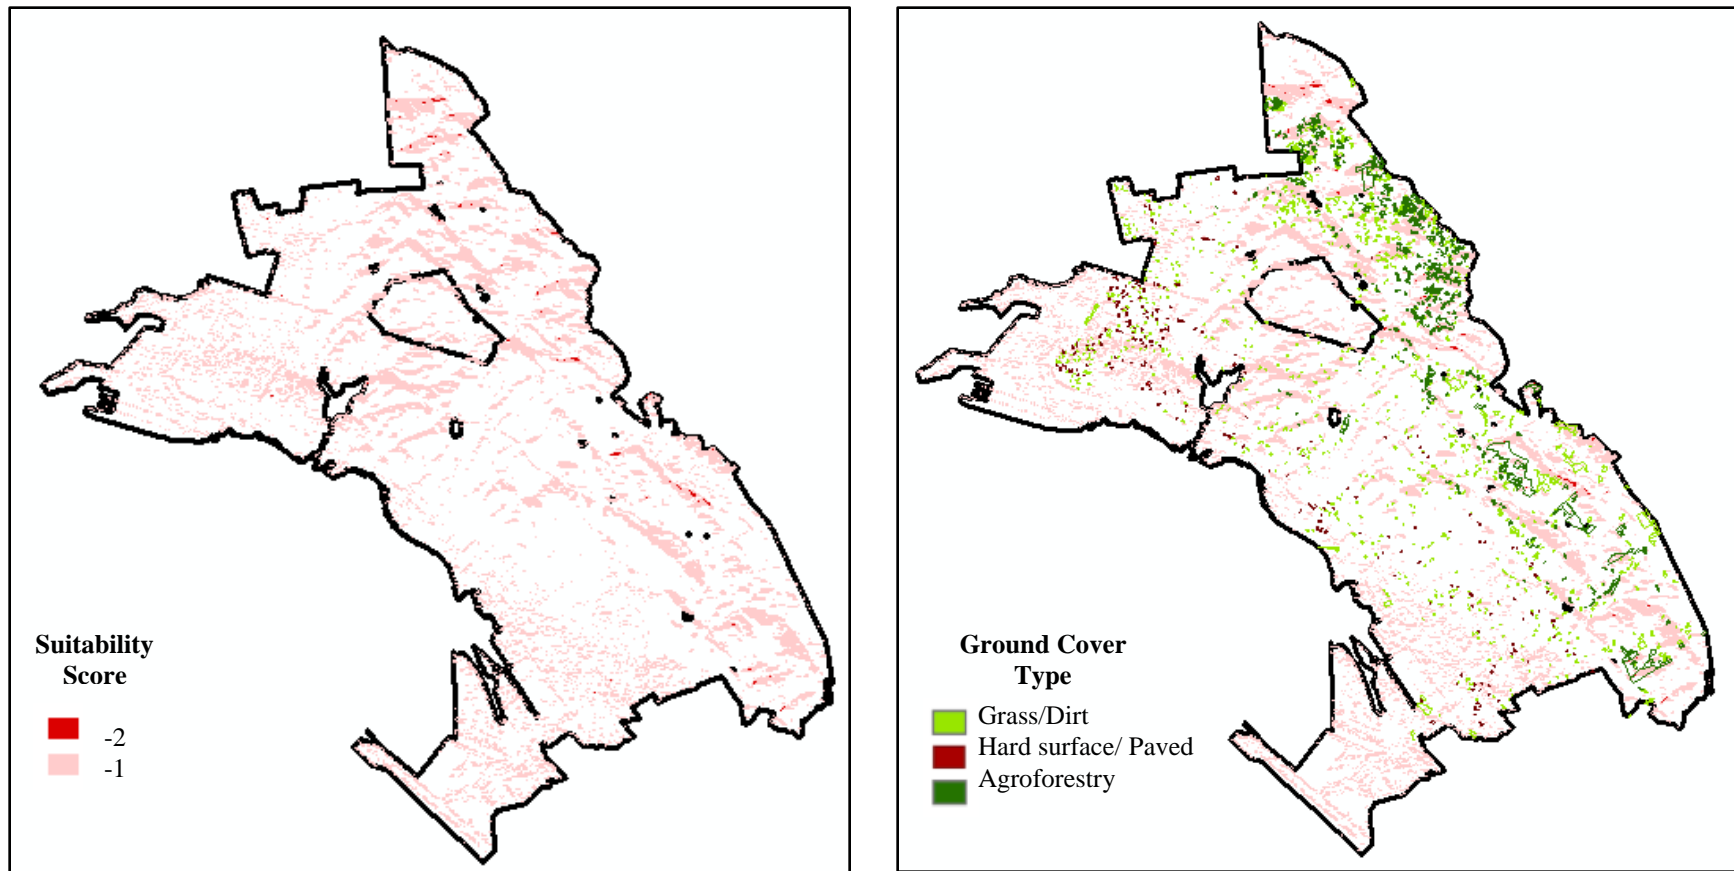 Suitability
Score
-2
-1
Ground Cover
Type
Grass/Dirt
Hard surface/ Paved
Agroforestry